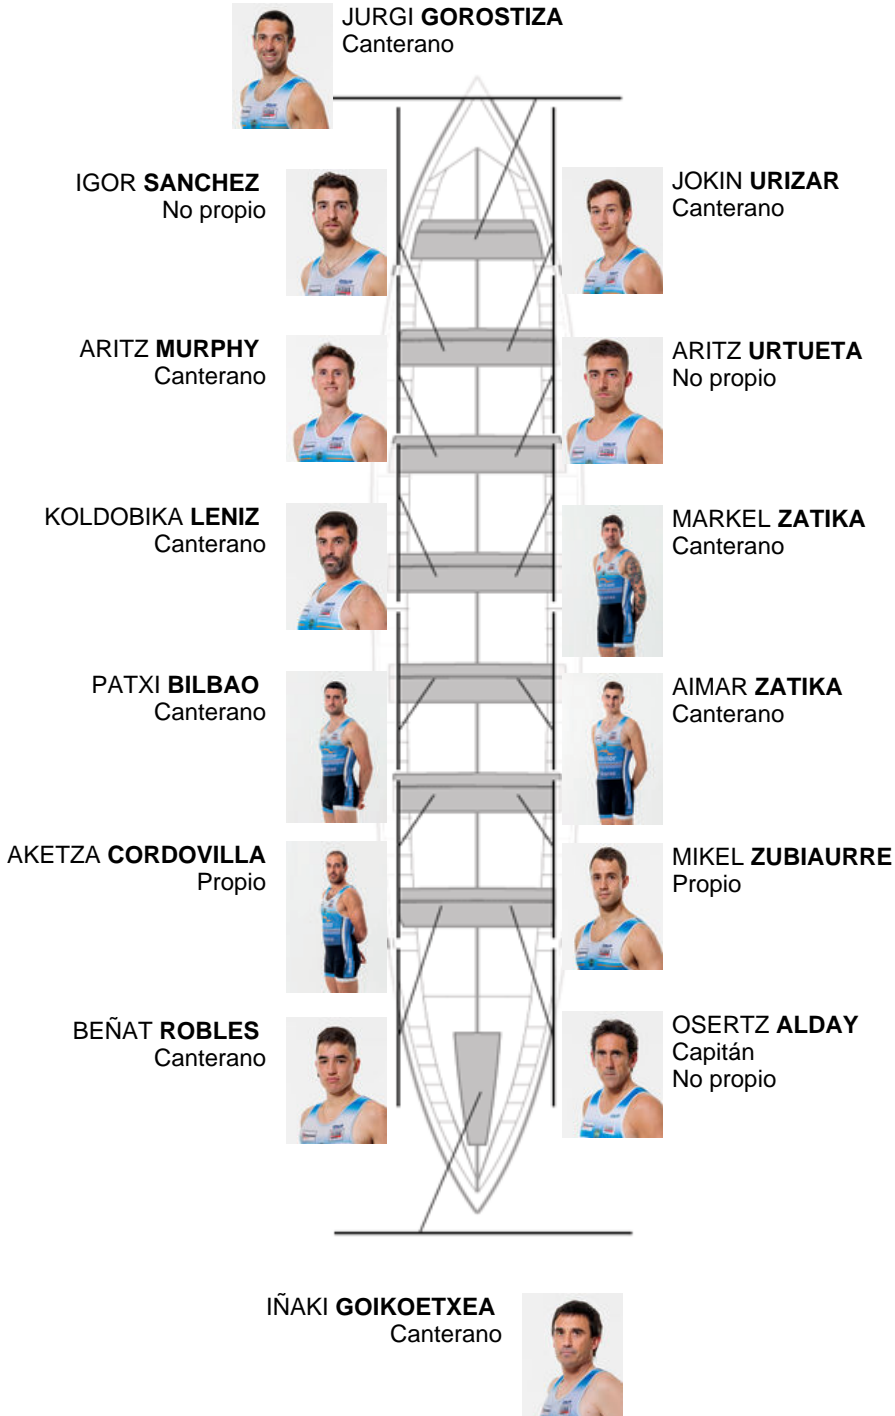 JURGI GOROSTIZA
Canterano
IGOR SANCHEZ
No propio
JOKIN URIZAR
Canterano
ARITZ MURPHY
Canterano
ARITZ URTUETA
No propio
KOLDOBIKA LENIZ
Canterano
MARKEL ZATIKA
Canterano
PATXI BILBAO
Canterano
AIMAR ZATIKA
Canterano
AKETZA CORDOVILLA
Propio
MIKEL ZUBIAURRE
Propio
BEÑAT ROBLES
Canterano
OSERTZ ALDAY
Capitán
No propio
IÑAKI GOIKOETXEA
Canterano